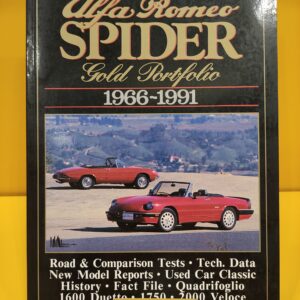 Alfa Romeo
SPIDER
Gold Portfolio
1966-1991
Road & Comparison Tests • Tech. Data
New Model Reports • Used Car Classic
History • Fact File • Quadrifoglio
1600 Duetto • 1750 • 2000 Veloce